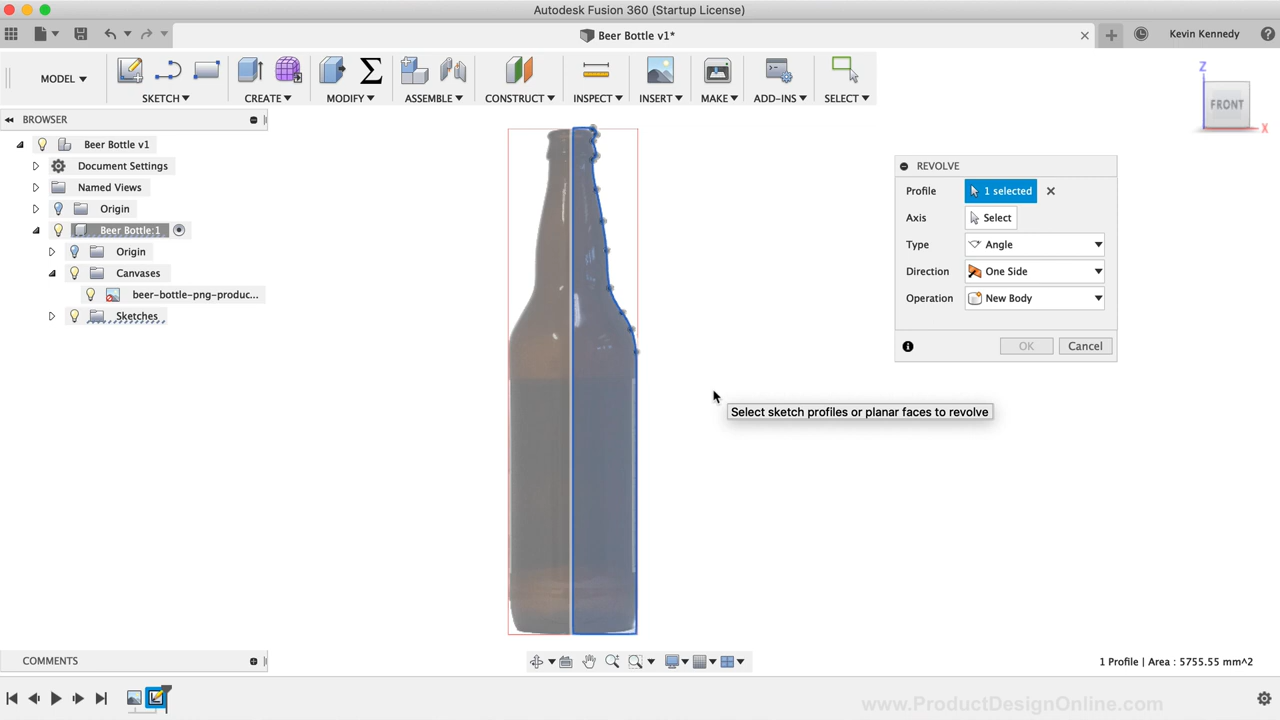 Autodesk Fusion 360 (Startup License)
Beer Bottle v1*
Kevin Kennedy
MODEL
SKETCH
CREATE
MODIFY
ASSEMBLE
CONSTRUCT
INSPECT
INSERT
MAKE
ADD-INS
SELECT
BROWSER
Beer Bottle v1
Document Settings
Named Views
Origin
Beer Bottle:1
Origin
Canvases
beer-bottle-png-produc...
Sketches
Z
FRONT
X
REVOLVE
Profile 1 selected
Axis Select
Type Angle
Direction One Side
Operation New Body
OK Cancel
Select sketch profiles or planar faces to revolve
COMMENTS
1 Profile | Area : 5755.55 mm^2
www.ProductDesignOnline.com